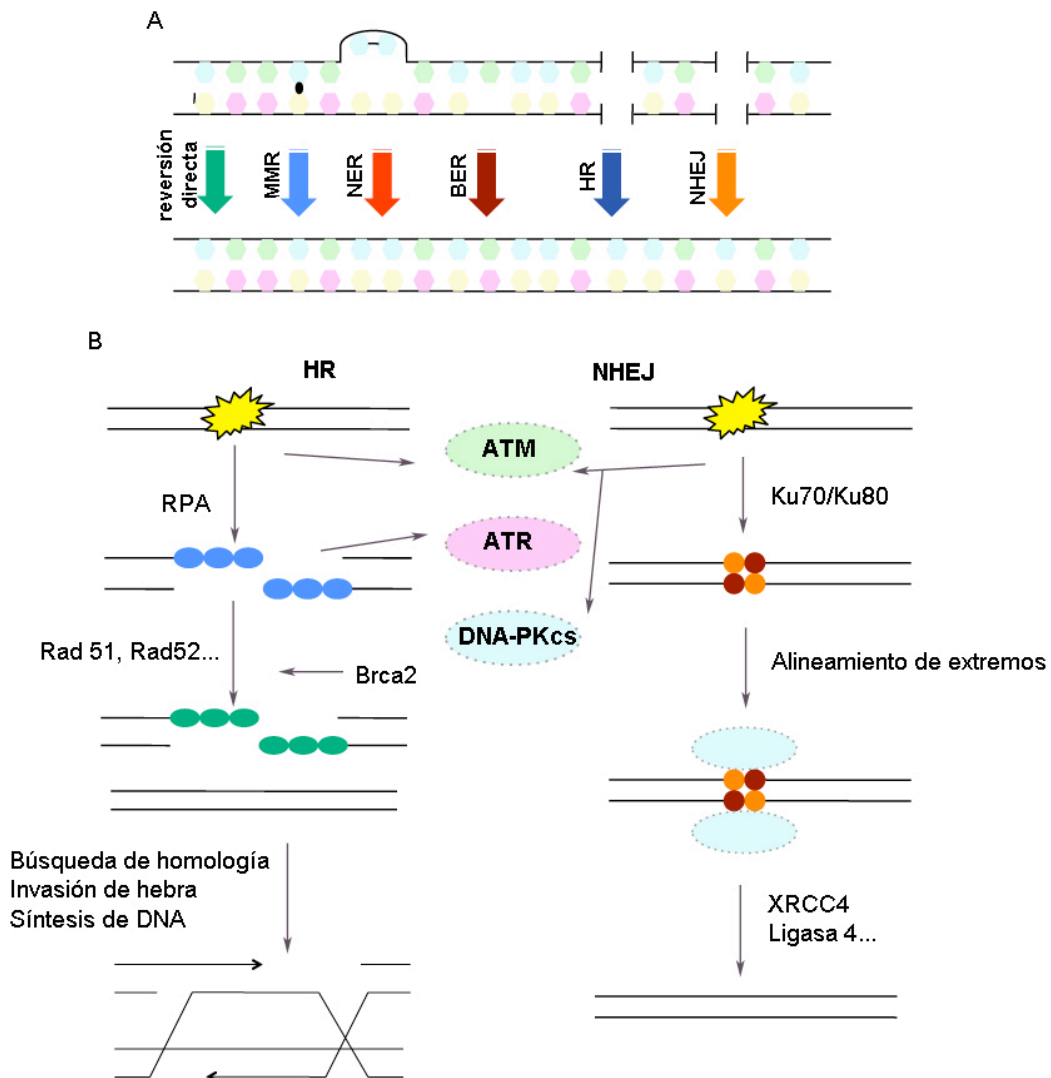 A
reversión
directa
MMR
NER
BER
HR
NHEJ
B
HR
NHEJ
ATM
RPA
Ku70/Ku80
ATR
Rad 51, Rad52...
DNA-PKcs
Brca2
Alineamiento de extremos
Búsqueda de homología
Invasión de hebra
Síntesis de DNA
XRCC4
Ligasa 4...